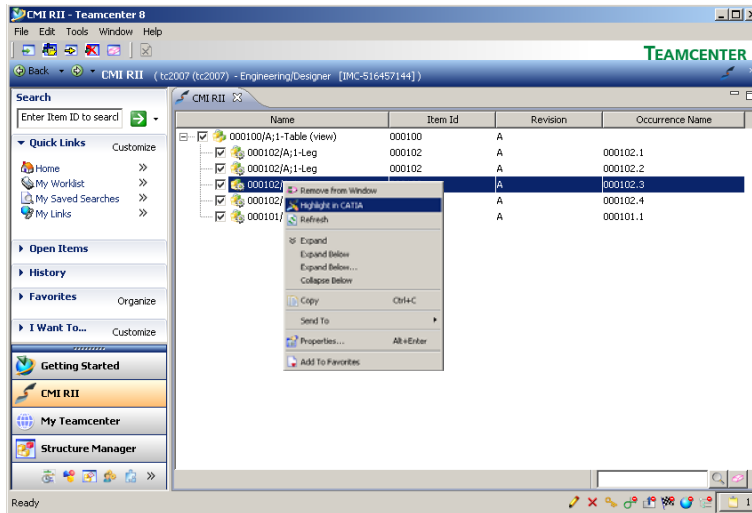 CMI RII - Teamcenter 8
File Edit Tools Window Help
TEAMCENTER
Back CMI RII ( tc2007 (tc2007) - Engineering/Designer [IMC-516457144] )
Search
Enter Item ID to searcl
Quick Links Customize
Home
My Worklist
My Saved Searches
My Links
Open Items
History
Favorites Organize
I Want To... Customize
Getting Started
CMI RII
My Teamcenter
Structure Manager
CMI RII
Name Item Id Revision Occurrence Name
000100/A;1-Table (view) 000100 A
000102/A;1-Leg 000102 A 000102.1
000102/A;1-Leg 000102 A 000102.2
000102/ A 000102.3
000102/ A 000102.4
000101/ A 000101.1
Remove from Window
Highlight in CATIA
Refresh
Expand
Expand Below
Expand Below...
Collapse Below
Copy Ctrl+C
Send To
Properties... Alt+Enter
Add To Favorites
Ready 1